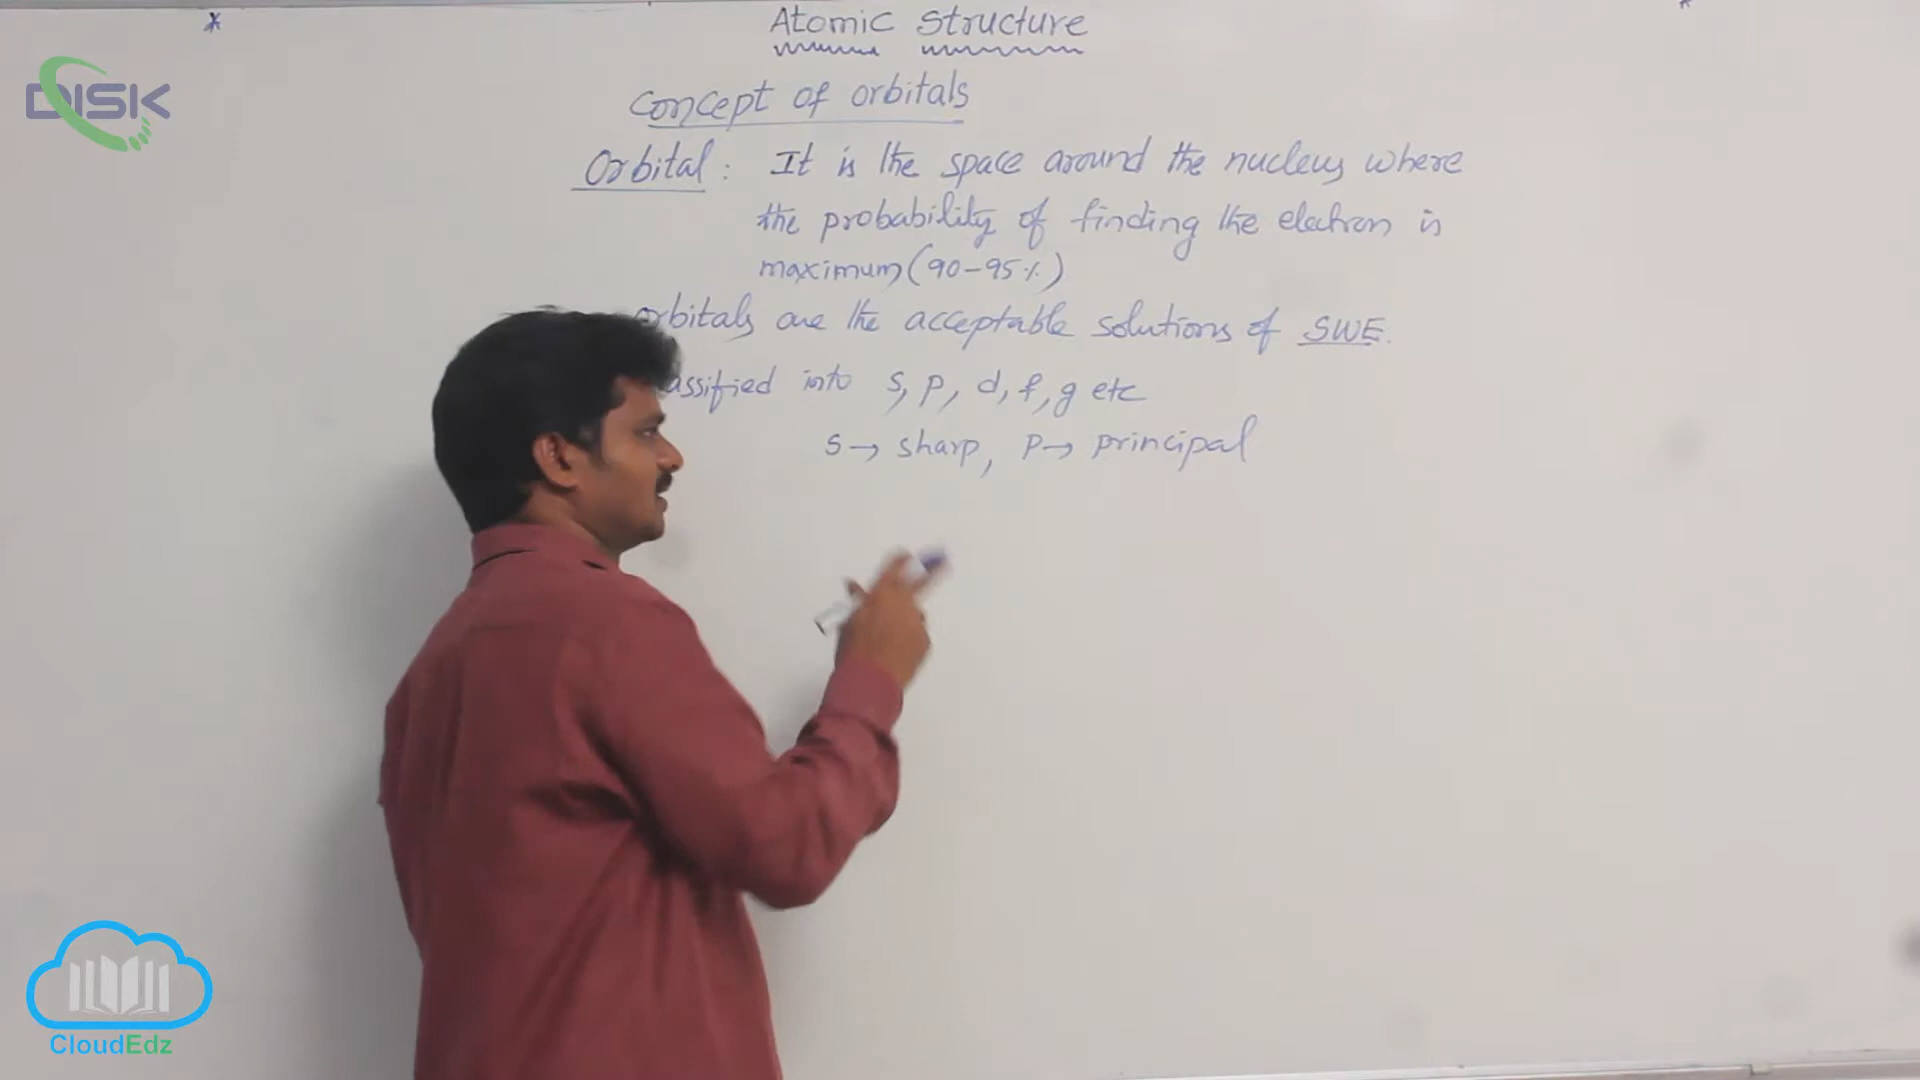 Atomic Structure
DISK
Concept of orbitals
Orbital: It is the space around the nucleus where
the probability of finding the electron is
maximum (90-95%)
orbitals are the acceptable solutions of SWE.
assified into s, p, d, f, g etc
s → sharp, p → principal
CloudEdz